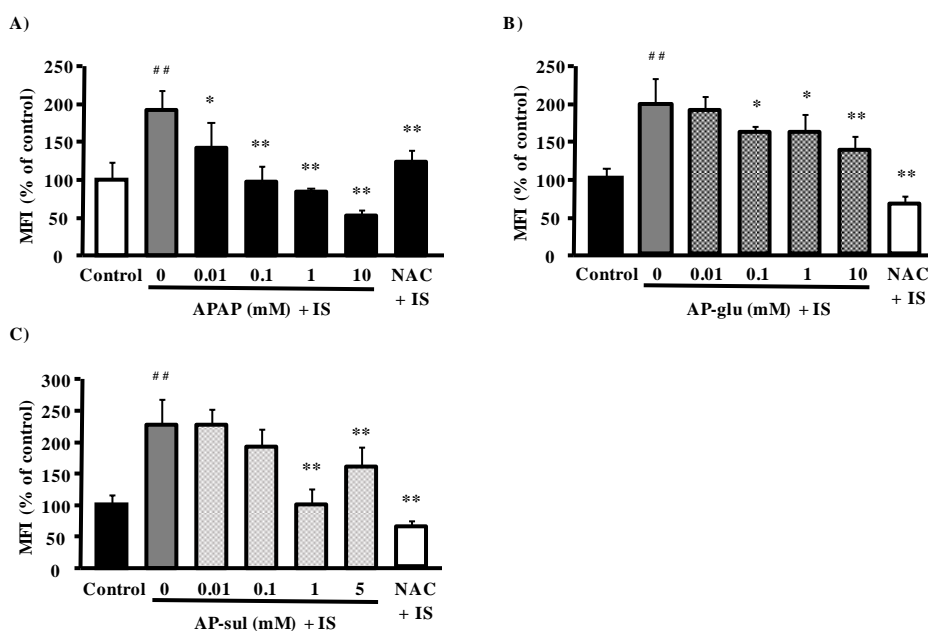 A)
##
*
**
**
**
**
MFI (% of control)
250
200
150
100
50
0
Control 0 0.01 0.1 1 10 NAC
+ IS
APAP (mM) + IS
B)
##
*
*
**
**
MFI (% of control)
250
200
150
100
50
0
Control 0 0.01 0.1 1 10 NAC
+ IS
AP-glu (mM) + IS
C)
##
**
**
**
MFI (% of control)
300
250
200
150
100
50
0
Control 0 0.01 0.1 1 5 NAC
+ IS
AP-sul (mM) + IS